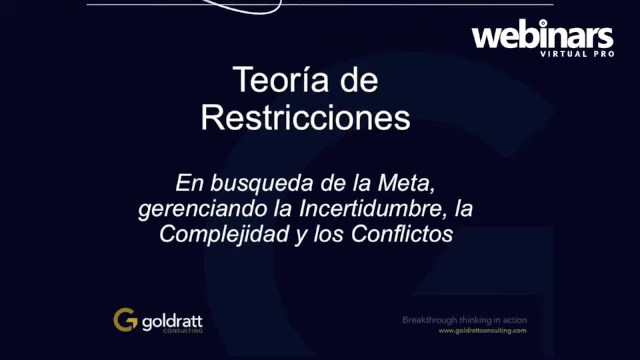 webinars
VIRTUAL PRO
Teoría de
Restricciones
En busqueda de la Meta,
gerenciando la Incertidumbre, la
Complejidad y los Conflictos
goldratt
CONSULTING
Breakthrough thinking in action
www.goldrattconsulting.com